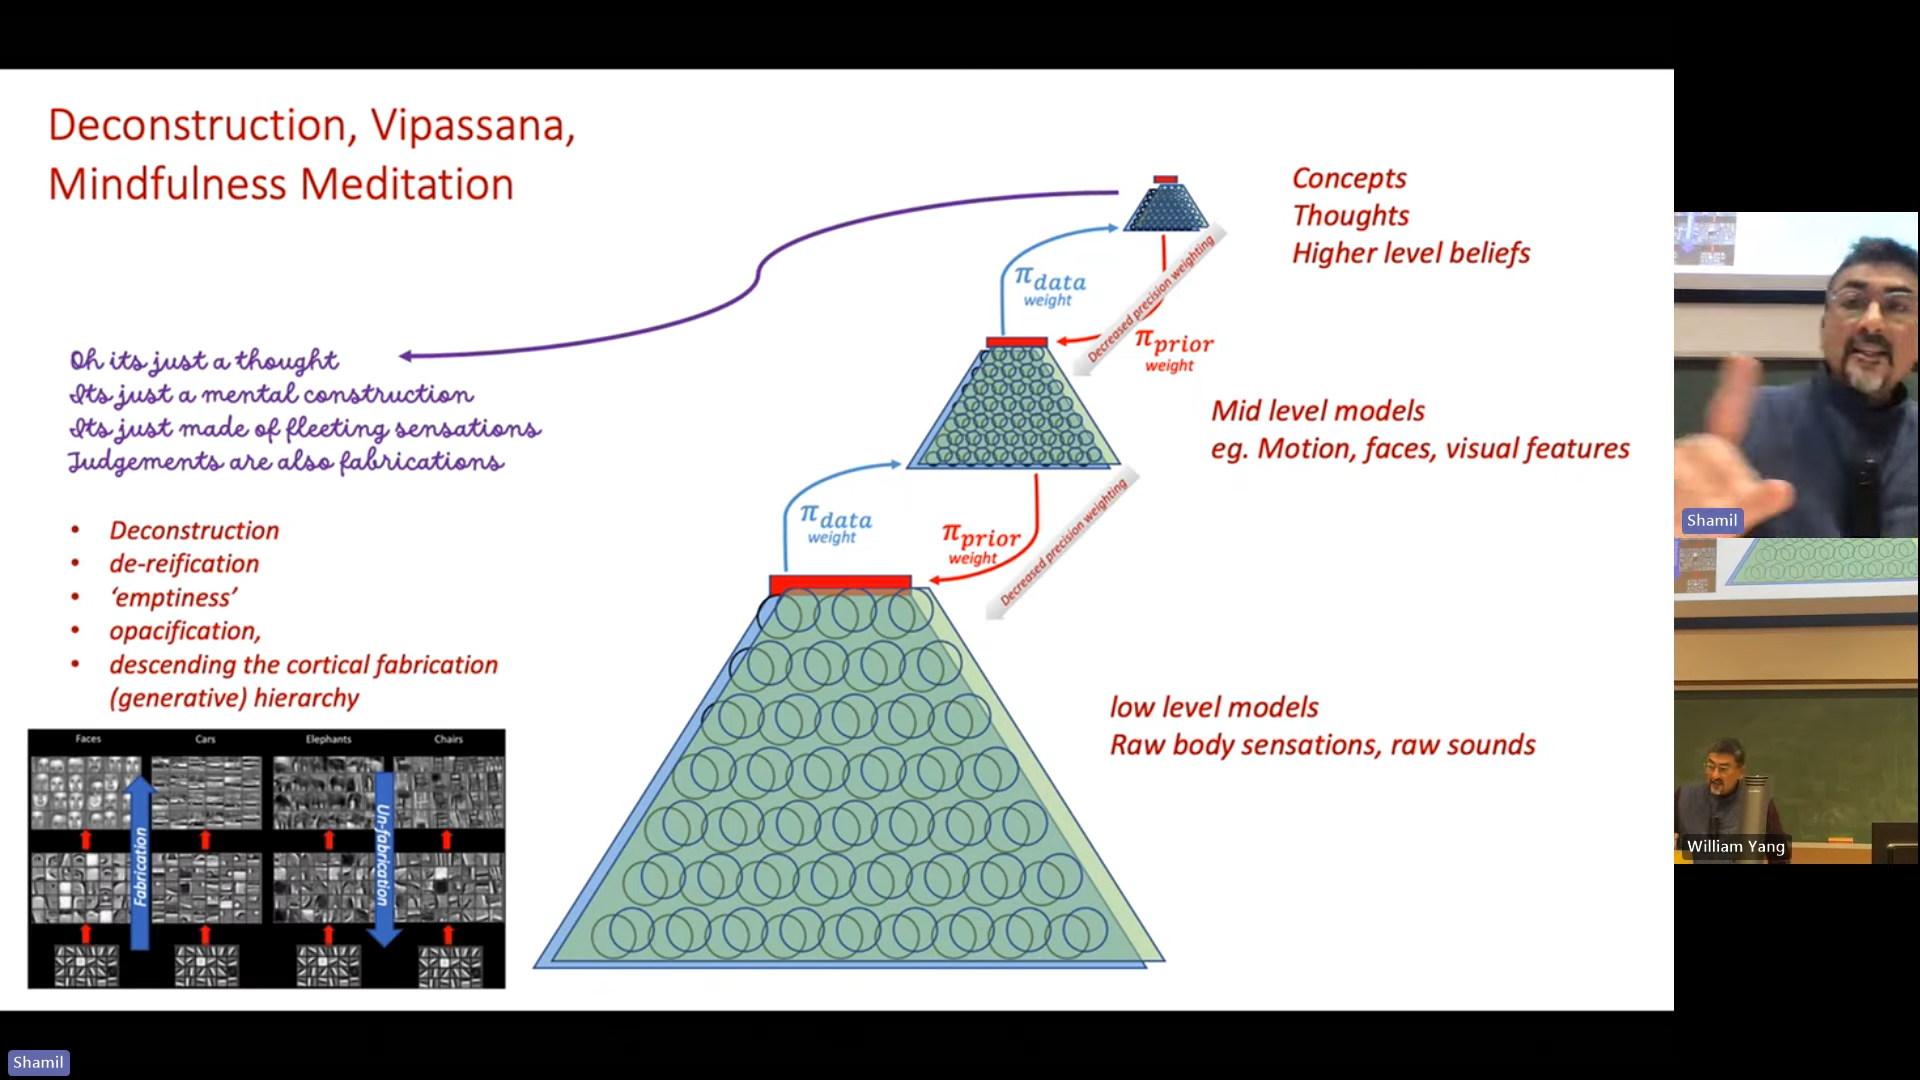 Deconstruction, Vipassana,
Mindfulness Meditation
Concepts
Thoughts
Higher level beliefs
π data
weight
Decreased precision weighting
π prior
weight
Oh its just a thought
Its just a mental construction
Its just made of fleeting sensations
Judgements are also fabrications
Mid level models
eg. Motion, faces, visual features
π data
weight
π prior
weight
Decreased precision weighting
• Deconstruction
• de-reification
• ‘emptiness’
• opacification,
• descending the cortical fabrication
(generative) hierarchy
low level models
Raw body sensations, raw sounds
Faces Cars Elephants Chairs
Fabrication
Un-fabrication
Shamil
William Yang
Shamil